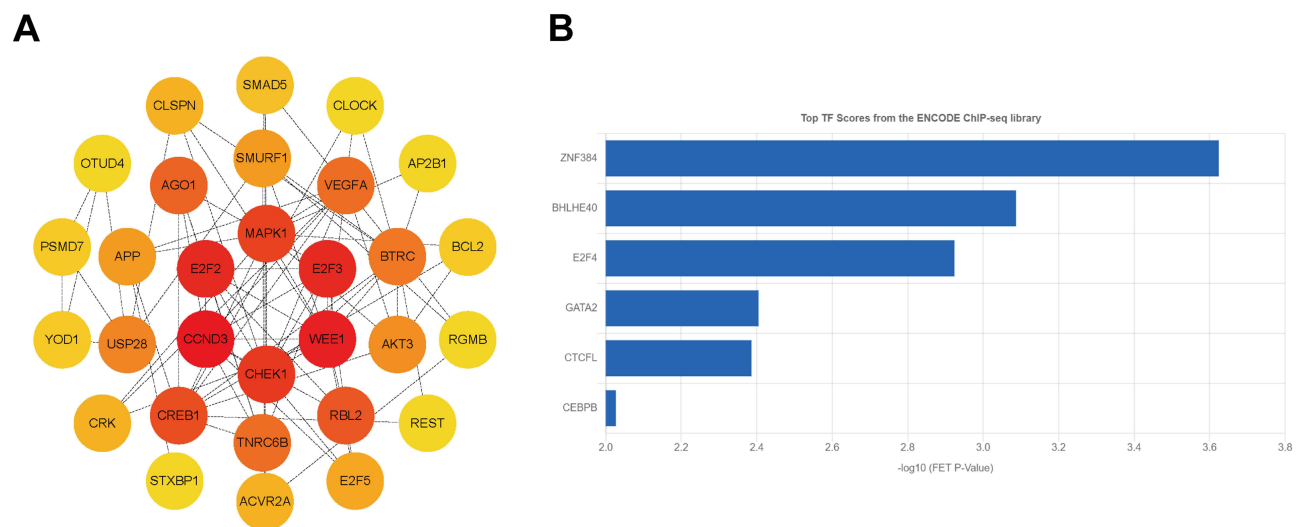 A
B
SMAD5
CLSPN
CLOCK
SMURF1
OTUD4
AP2B1
AGO1
VEGFA
MAPK1
PSMD7
APP
BTRC
BCL2
E2F2
E2F3
YOD1
USP28
CCND3
WEE1
AKT3
RGMB
CHEK1
CRK
CREB1
RBL2
REST
TNRC6B
STXBP1
ACVR2A
E2F5
Top TF Scores from the ENCODE ChIP-seq library
ZNF384
BHLHE40
E2F4
GATA2
CTCFL
CEBPB
2.0 2.2 2.4 2.6 2.8 3.0 3.2 3.4 3.6 3.8
-log10 (FET P-Value)